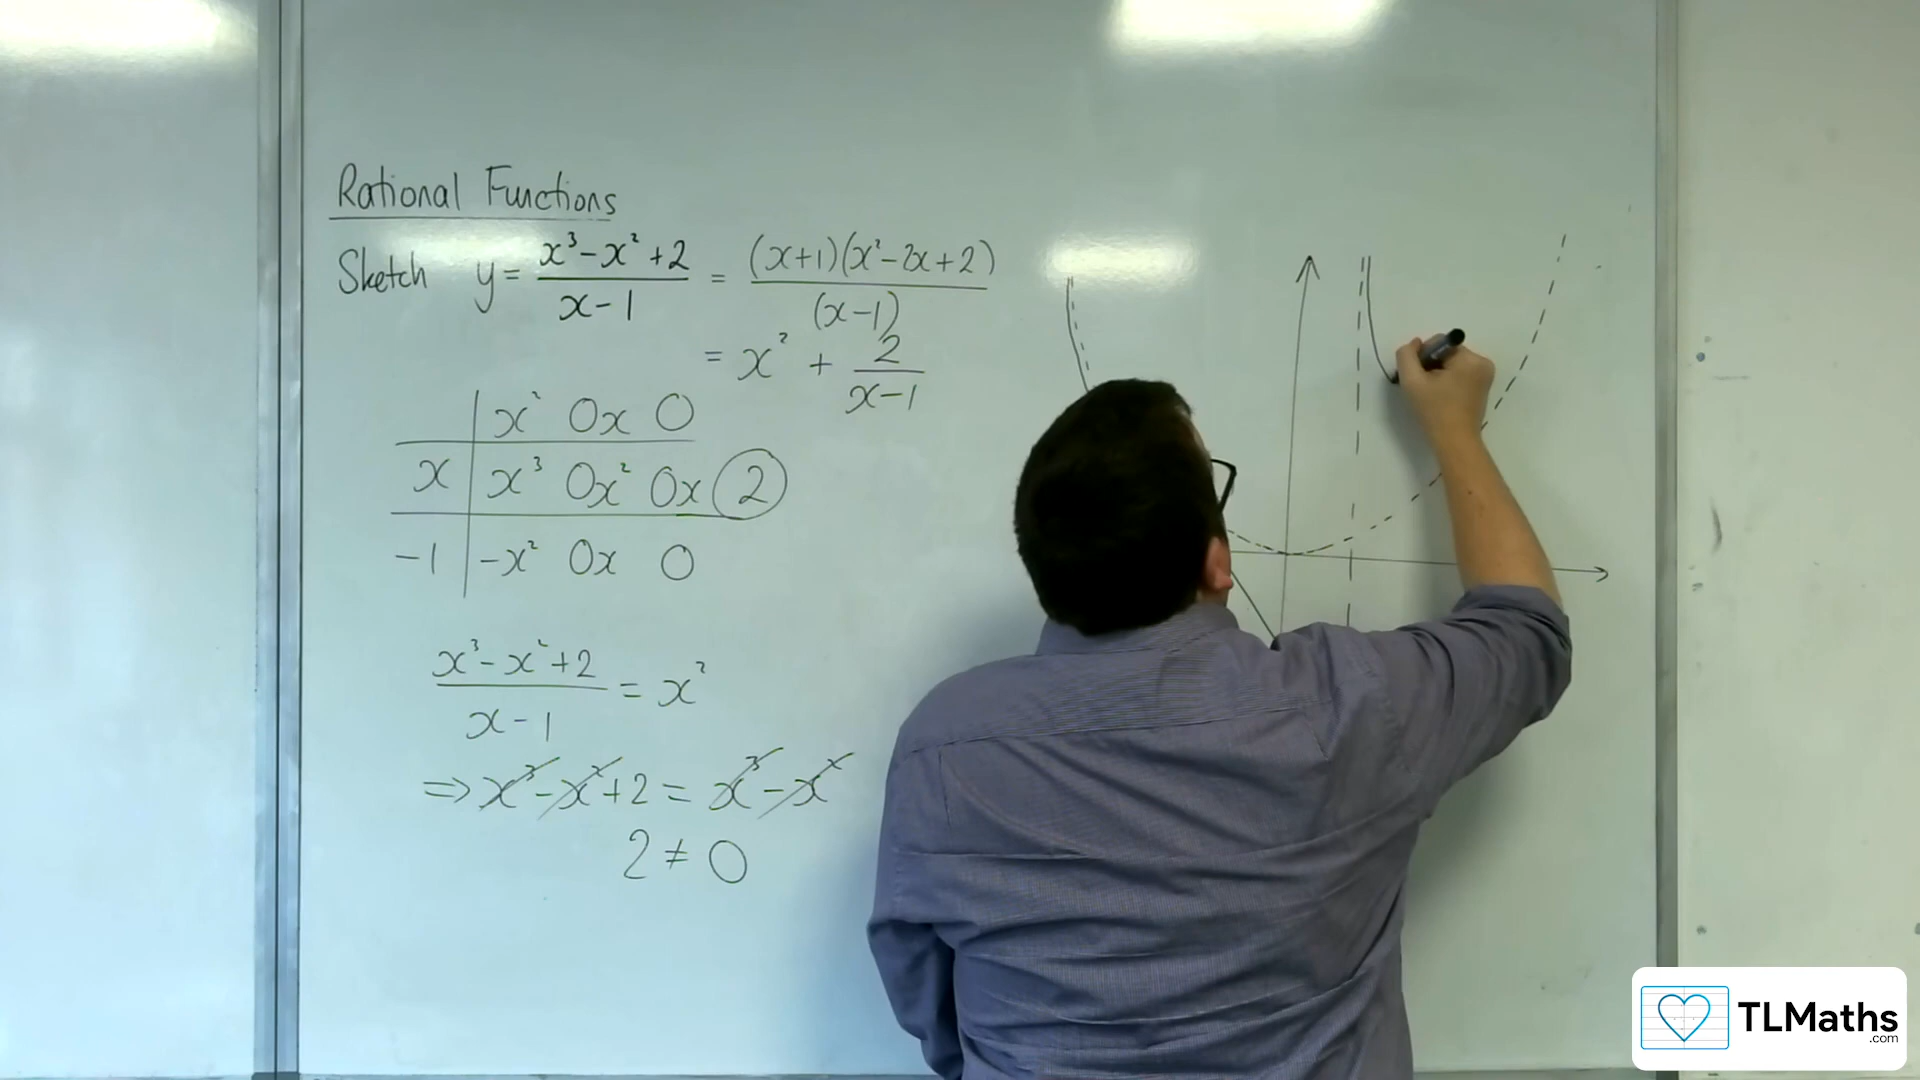 Rational Functions
Sketch y = (x³ - x² + 2)/(x - 1) = ((x+1)(x² - 2x + 2))/((x-1))
= x² + 2/(x-1)
x² 0x 0
x x³ 0x² 0x 2
-1 -x² 0x 0
(x³ - x² + 2)/(x - 1) = x²
⇒ x³ - x² + 2 = x³ - x²
2 ≠ 0
TLMaths
.com